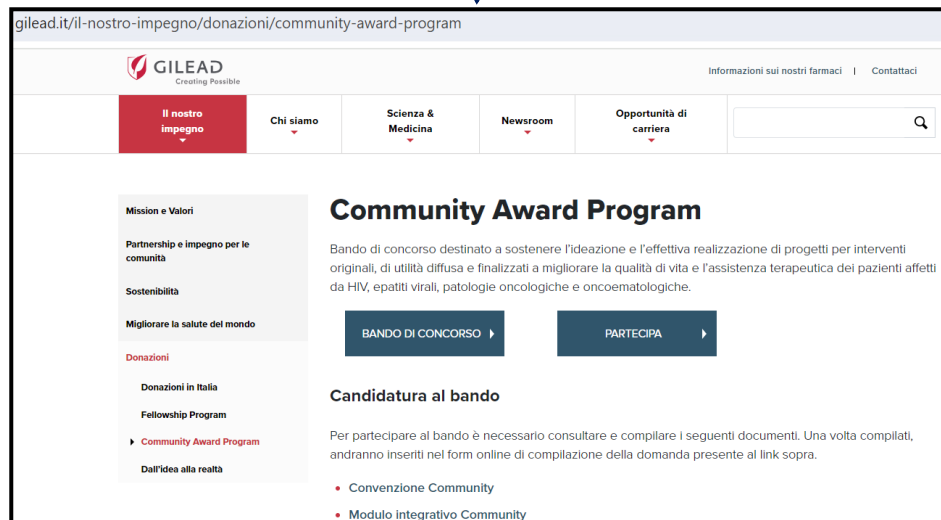 gilead.it/il-nostro-impegno/donazioni/community-award-program
GILEAD
Creating Possible
Informazioni sui nostri farmaci | Contattaci
Il nostro
impegno
Chi siamo
Scienza &
Medicina
Newsroom
Opportunità di
carriera
Mission e Valori
Partnership e impegno per le
comunità
Sostenibilità
Migliorare la salute del mondo
Donazioni
Donazioni in Italia
Fellowship Program
Community Award Program
Dall'idea alla realtà
Community Award Program
Bando di concorso destinato a sostenere l'ideazione e l'effettiva realizzazione di progetti per interventi
originali, di utilità diffusa e finalizzati a migliorare la qualità di vita e l'assistenza terapeutica dei pazienti affetti
da HIV, epatiti virali, patologie oncologiche e oncoematologiche.
BANDO DI CONCORSO
PARTECIPA
Candidatura al bando
Per partecipare al bando è necessario consultare e compilare i seguenti documenti. Una volta compilati,
andranno inseriti nel form online di compilazione della domanda presente al link sopra.
• Convenzione Community
• Modulo integrativo Community